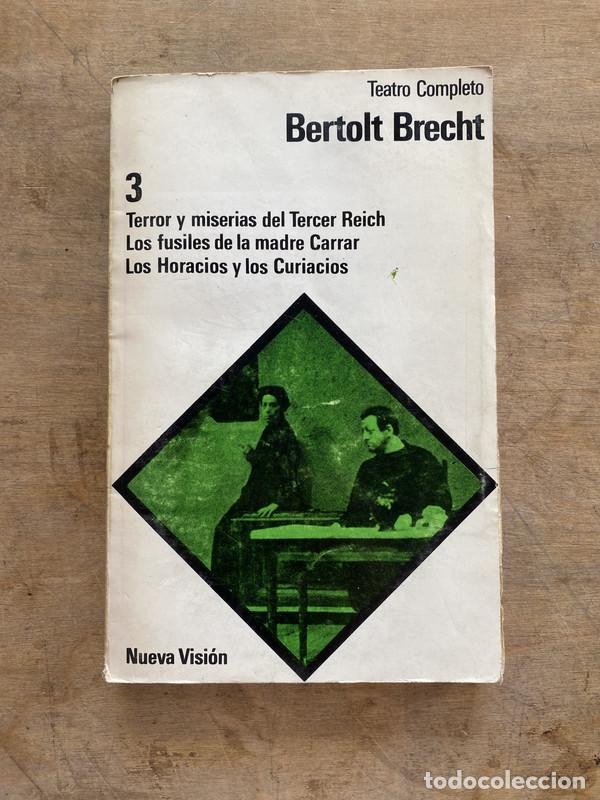 Teatro Completo
Bertolt Brecht
3
Terror y miserias del Tercer Reich
Los fusiles de la madre Carrar
Los Horacios y los Curiacios
Nueva Visión
todocoleccion